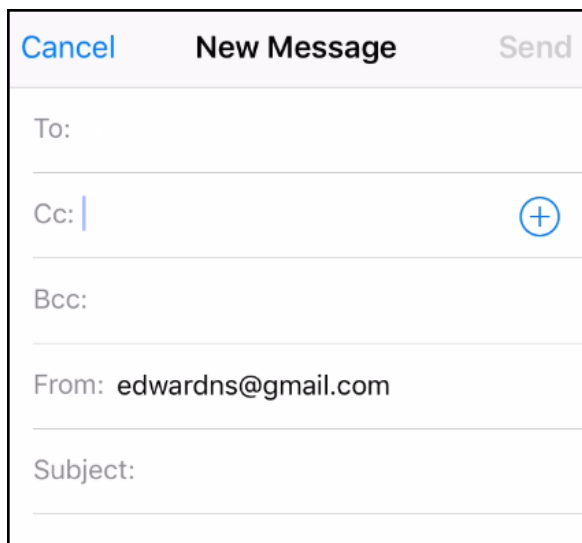 Cancel New Message Send
To:
Cc:
Bcc:
From: edwardns@gmail.com
Subject: